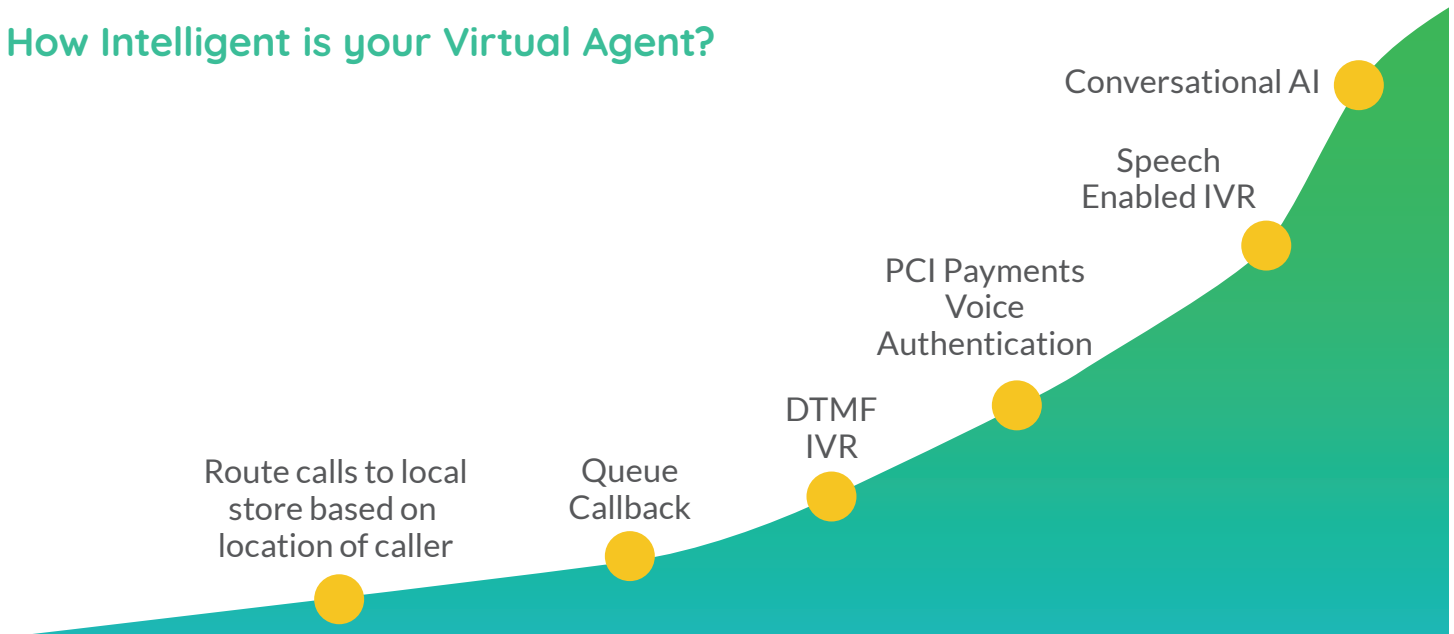 How Intelligent is your Virtual Agent?
Conversational AI
Speech
Enabled IVR
PCI Payments
Voice
Authentication
DTMF
IVR
Queue
Callback
Route calls to local
store based on
location of caller